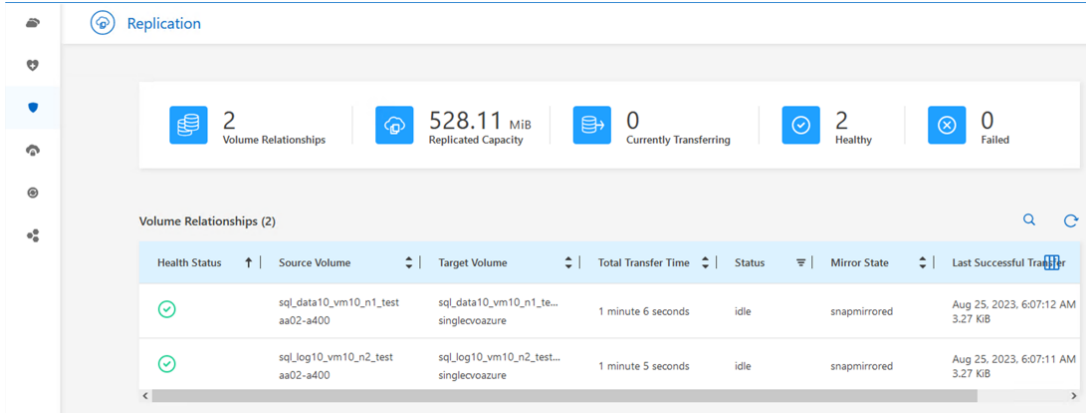 Replication
2
Volume Relationships
528.11 MiB
Replicated Capacity
0
Currently Transferring
2
Healthy
0
Failed
Volume Relationships (2)
Health Status Source Volume Target Volume Total Transfer Time Status Mirror State Last Successful Transfer
sql_data10_vm10_n1_test sql_data10_vm10_n1_te... 1 minute 6 seconds idle snapmirrored Aug 25, 2023, 6:07:12 AM
aa02-a400 singlecvoazure 3.27 KiB
sql_log10_vm10_n2_test sql_log10_vm10_n2_test... 1 minute 5 seconds idle snapmirrored Aug 25, 2023, 6:07:11 AM
aa02-a400 singlecvoazure 3.27 KiB